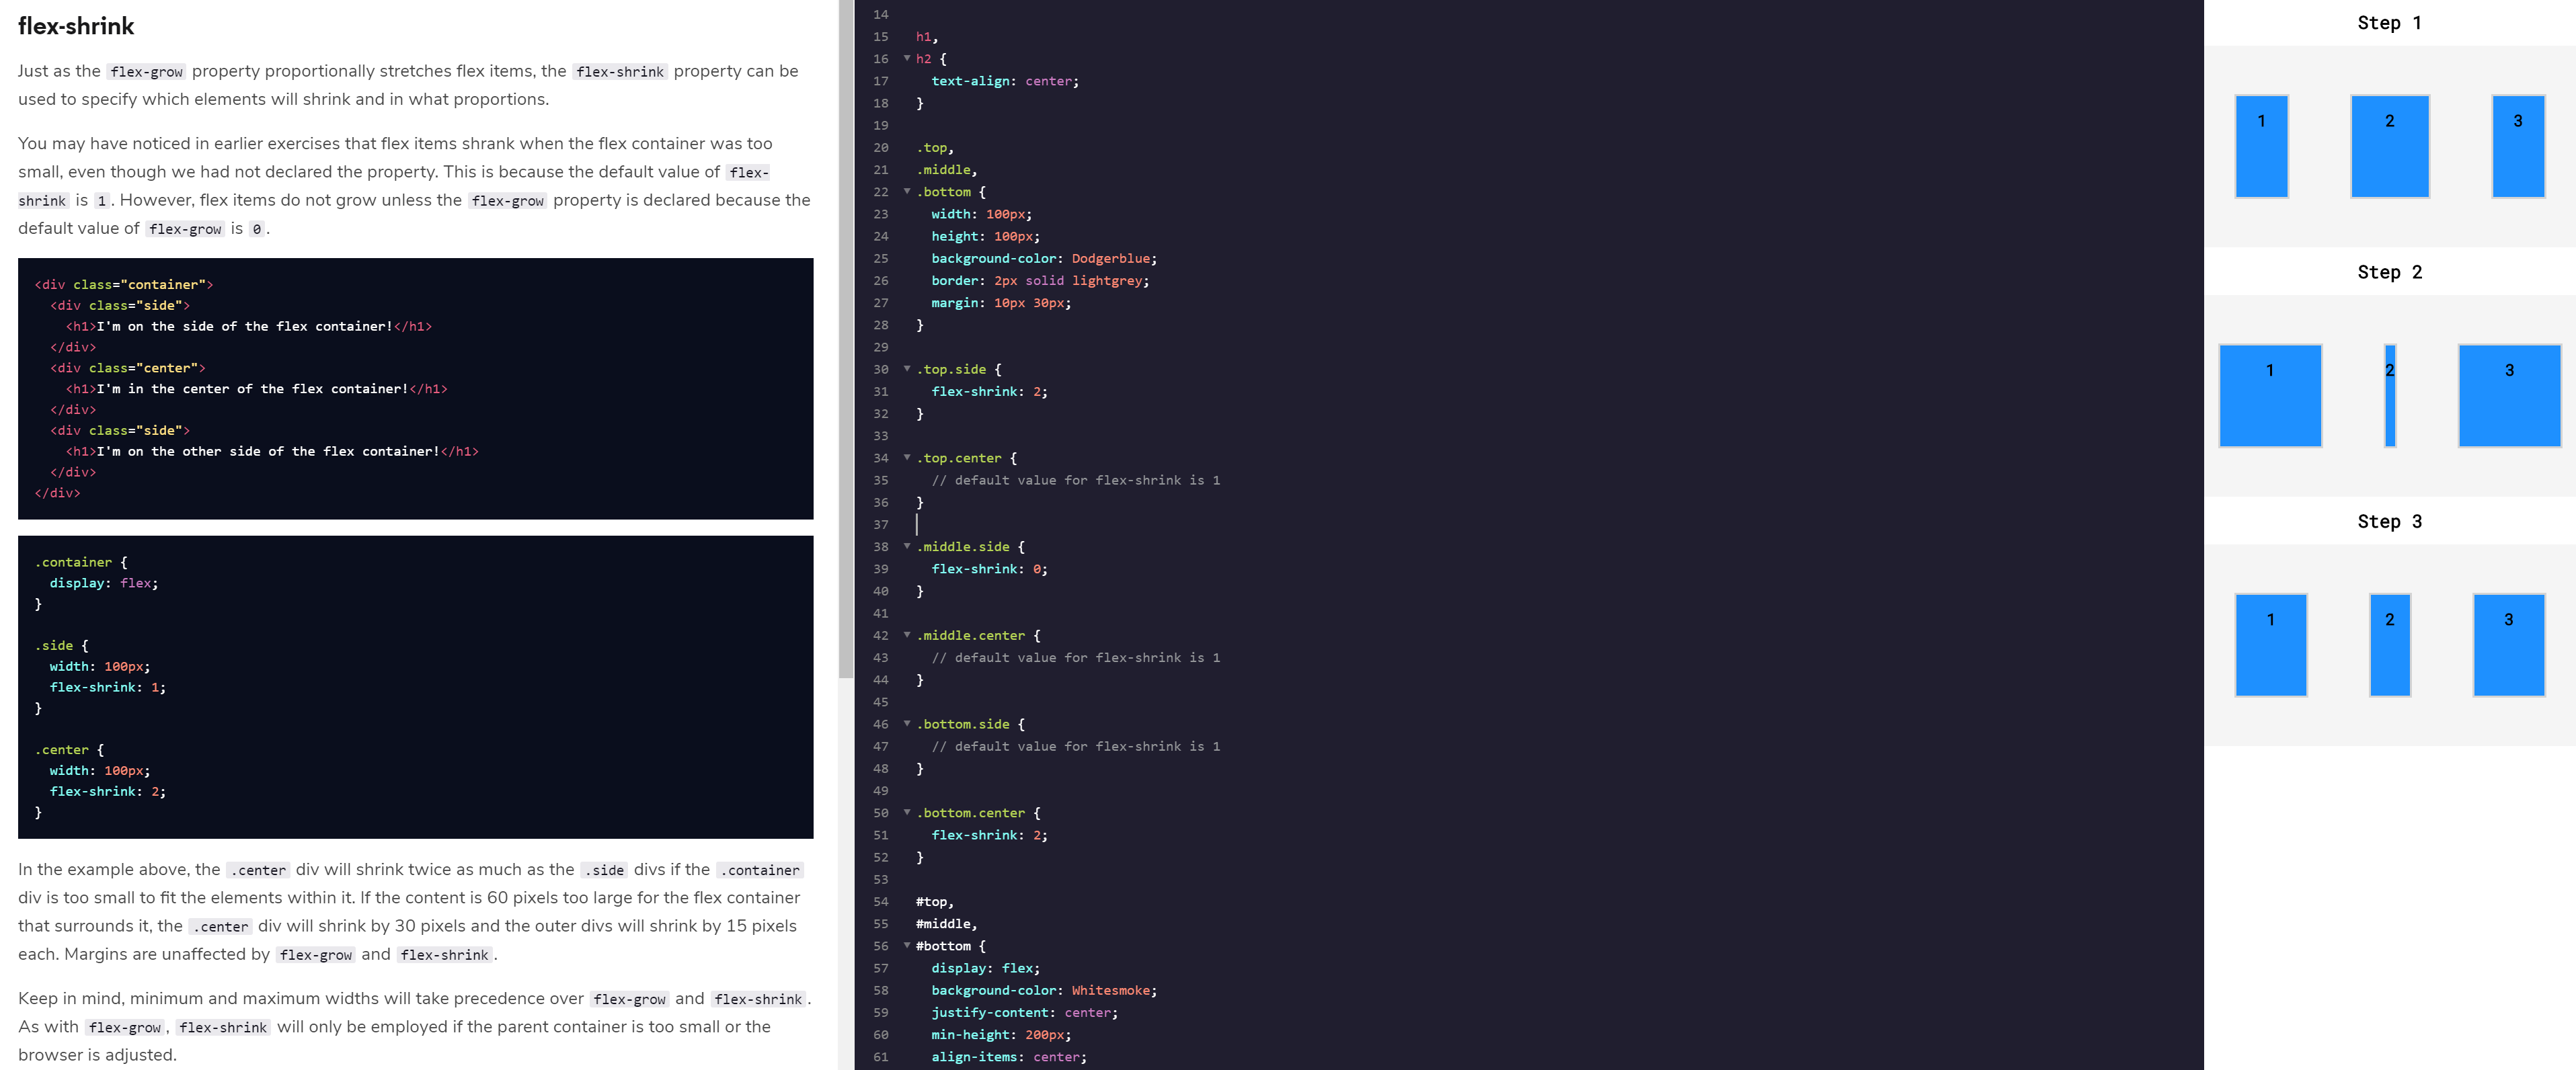 flex-shrink
Just as the flex-grow property proportionally stretches flex items, the flex-shrink property can be
used to specify which elements will shrink and in what proportions.
You may have noticed in earlier exercises that flex items shrank when the flex container was too
small, even though we had not declared the property. This is because the default value of flex-
shrink is 1. However, flex items do not grow unless the flex-grow property is declared because the
default value of flex-grow is 0.
<div class="container">
<div class="side">
<h1>I'm on the side of the flex container!</h1>
</div>
<div class="center">
<h1>I'm in the center of the flex container!</h1>
</div>
<div class="side">
<h1>I'm on the other side of the flex container!</h1>
</div>
</div>
.container {
display: flex;
}
.side {
width: 100px;
flex-shrink: 1;
}
.center {
width: 100px;
flex-shrink: 2;
}
In the example above, the .center div will shrink twice as much as the .side divs if the .container
div is too small to fit the elements within it. If the content is 60 pixels too large for the flex container
that surrounds it, the .center div will shrink by 30 pixels and the outer divs will shrink by 15 pixels
each. Margins are unaffected by flex-grow and flex-shrink.
Keep in mind, minimum and maximum widths will take precedence over flex-grow and flex-shrink.
As with flex-grow, flex-shrink will only be employed if the parent container is too small or the
browser is adjusted.
14
15 h1,
16 h2 {
17 text-align: center;
18 }
19
20 .top,
21 .middle,
22 .bottom {
23 width: 100px;
24 height: 100px;
25 background-color: Dodgerblue;
26 border: 2px solid lightgrey;
27 margin: 10px 30px;
28 }
29
30 .top.side {
31 flex-shrink: 2;
32 }
33
34 .top.center {
35 // default value for flex-shrink is 1
36 }
37
38 .middle.side {
39 flex-shrink: 0;
40 }
41
42 .middle.center {
43 // default value for flex-shrink is 1
44 }
45
46 .bottom.side {
47 // default value for flex-shrink is 1
48 }
49
50 .bottom.center {
51 flex-shrink: 2;
52 }
53
54 #top,
55 #middle,
56 #bottom {
57 display: flex;
58 background-color: Whitesmoke;
59 justify-content: center;
60 min-height: 200px;
61 align-items: center;
Step 1
1 2 3
Step 2
1 2 3
Step 3
1 2 3